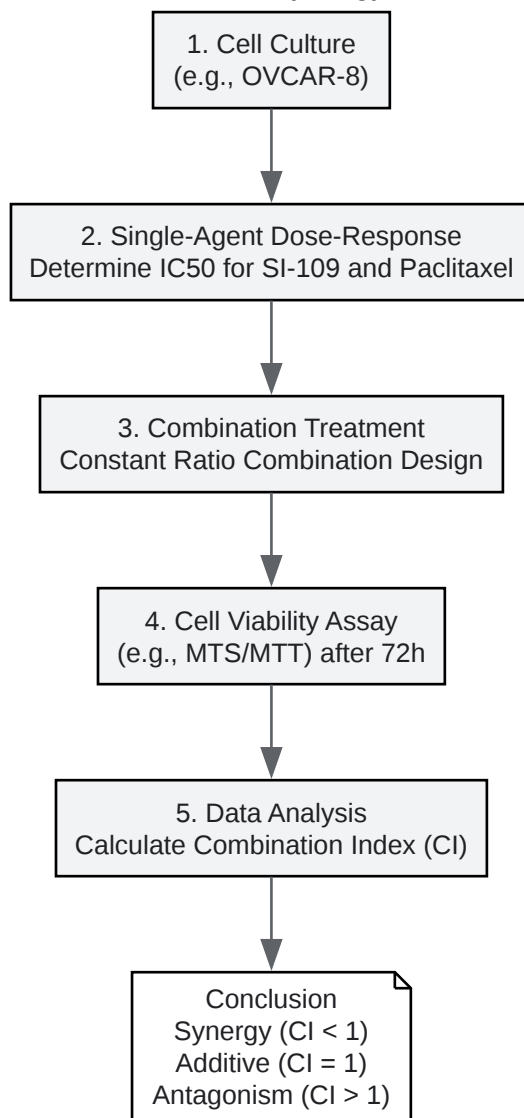 1. Cell Culture
(e.g., OVCAR-8)
2. Single-Agent Dose-Response
Determine IC50 for SI-109 and Paclitaxel
3. Combination Treatment
Constant Ratio Combination Design
4. Cell Viability Assay
(e.g., MTS/MTT) after 72h
5. Data Analysis
Calculate Combination Index (CI)
Conclusion
Synergy (CI < 1)
Additive (CI = 1)
Antagonism (CI > 1)